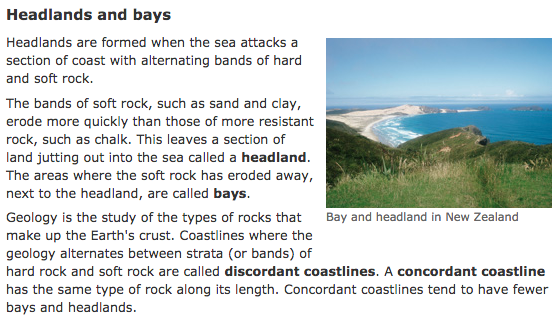 Headlands and bays
Headlands are formed when the sea attacks a
section of coast with alternating bands of hard
and soft rock.
The bands of soft rock, such as sand and clay,
erode more quickly than those of more resistant
rock, such as chalk. This leaves a section of
land jutting out into the sea called a headland.
The areas where the soft rock has eroded away,
next to the headland, are called bays.
Bay and headland in New Zealand
Geology is the study of the types of rocks that
make up the Earth's crust. Coastlines where the
geology alternates between strata (or bands) of
hard rock and soft rock are called discordant coastlines. A concordant coastline
has the same type of rock along its length. Concordant coastlines tend to have fewer
bays and headlands.